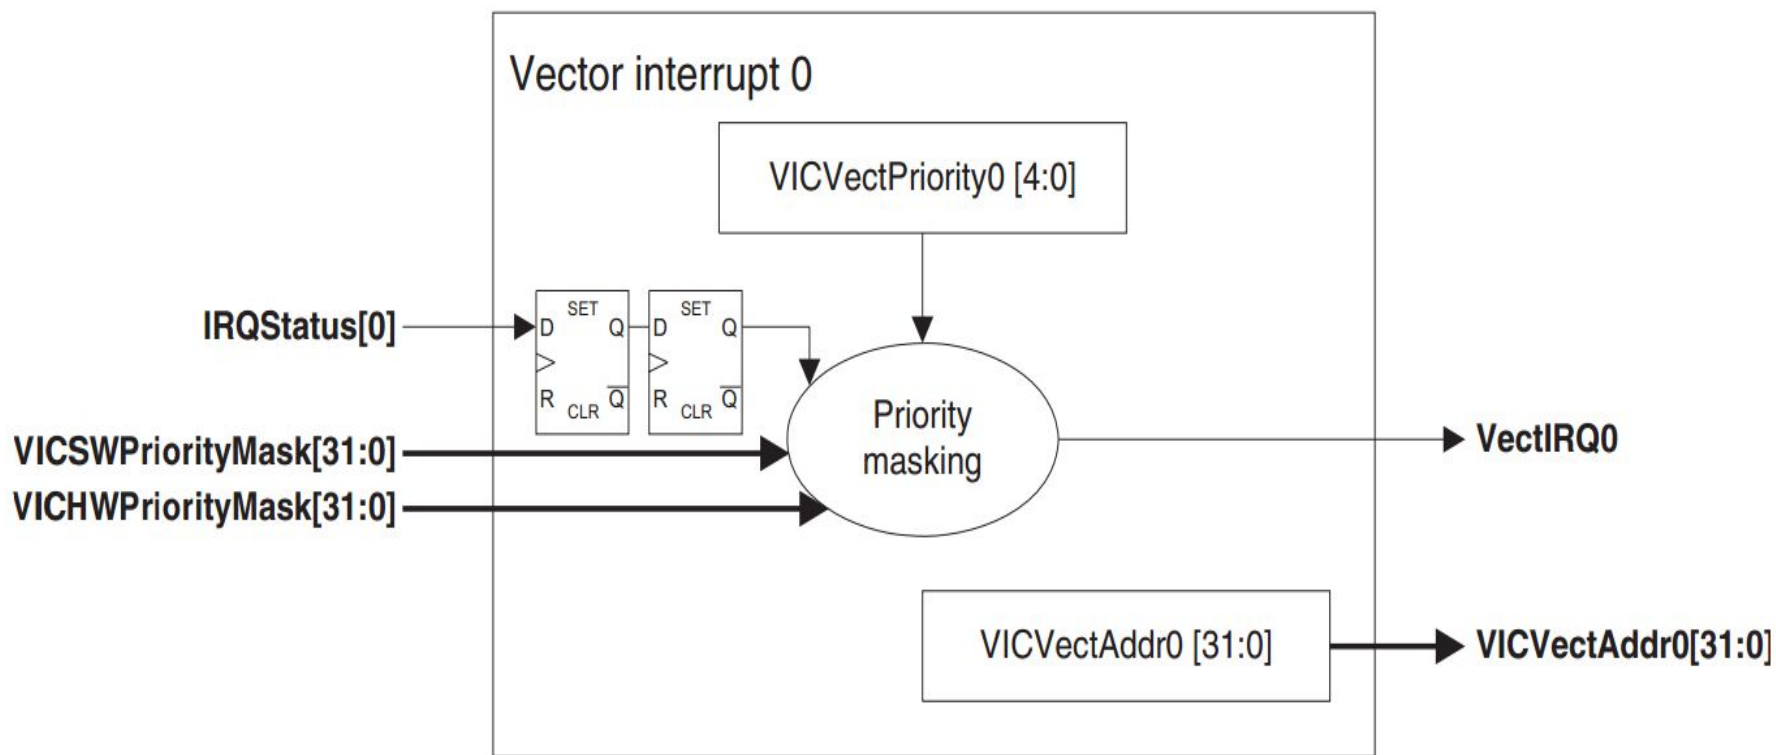 Vector interrupt 0
VICVectPriority0 [4:0]
IRQStatus[0]
SET
D Q
R Q̅
CLR
SET
D Q
R Q̅
CLR
Priority
masking
VICSWPriorityMask[31:0]
VICHWPriorityMask[31:0]
VectIRQ0
VICVectAddr0 [31:0]
VICVectAddr0[31:0]